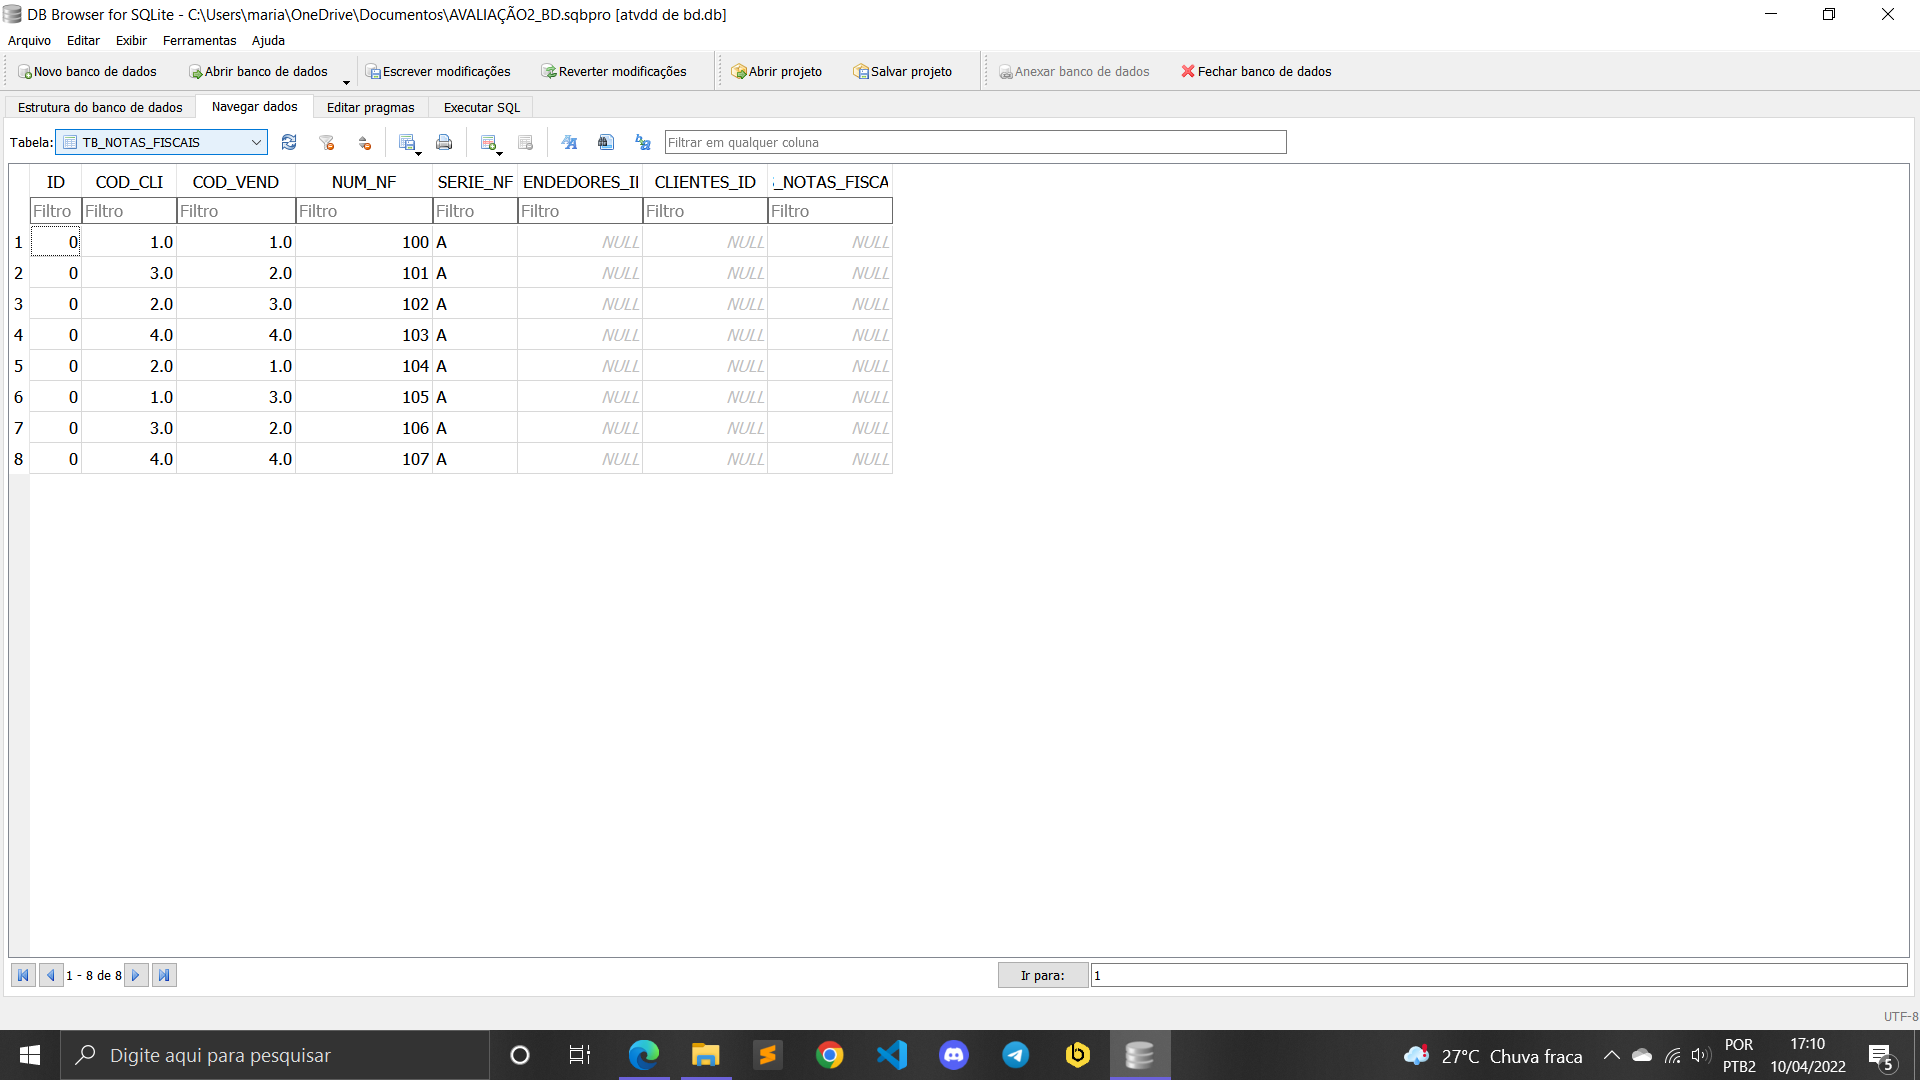 DB Browser for SQLite - C:\Users\maria\OneDrive\Documentos\AVALIAÇÃO2_BD.sqbpro [atvdd de bd.db]
Arquivo Editar Exibir Ferramentas Ajuda
Novo banco de dados Abrir banco de dados Escrever modificações Reverter modificações Abrir projeto Salvar projeto Anexar banco de dados Fechar banco de dados
Estrutura do banco de dados Navegar dados Editar pragmas Executar SQL
Tabela: TB_NOTAS_FISCAIS Filtrar em qualquer coluna
ID COD_CLI COD_VEND NUM_NF SERIE_NF ENDEDORES_II CLIENTES_ID _NOTAS_FISCA
Filtro Filtro Filtro Filtro Filtro Filtro Filtro Filtro
1 0 1.0 1.0 100 A NULL NULL NULL
2 0 3.0 2.0 101 A NULL NULL NULL
3 0 2.0 3.0 102 A NULL NULL NULL
4 0 4.0 4.0 103 A NULL NULL NULL
5 0 2.0 1.0 104 A NULL NULL NULL
6 0 1.0 3.0 105 A NULL NULL NULL
7 0 3.0 2.0 106 A NULL NULL NULL
8 0 4.0 4.0 107 A NULL NULL NULL
1 - 8 de 8 Ir para: 1
UTF-8
Digite aqui para pesquisar 27°C Chuva fraca POR 17:10
PTB2 10/04/2022 5